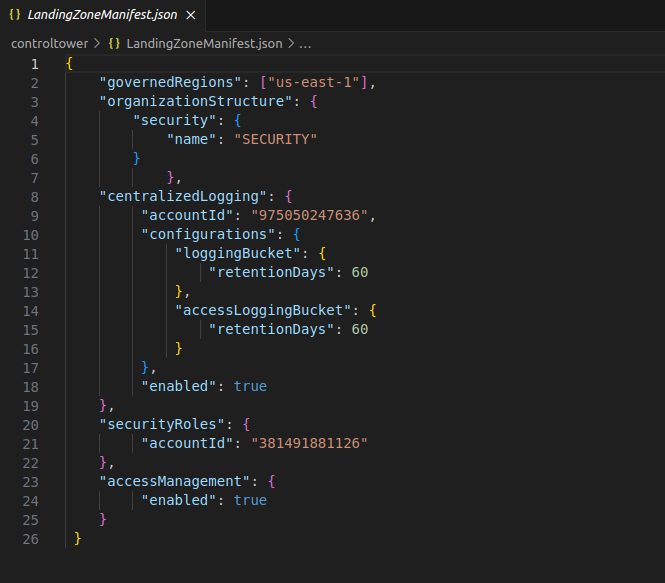 {} LandingZoneManifest.json ×
controltower > {} LandingZoneManifest.json > ...
1 {
2 "governedRegions": ["us-east-1"],
3 "organizationStructure": {
4 "security": {
5 "name": "SECURITY"
6 }
7 },
8 "centralizedLogging": {
9 "accountId": "975050247636",
10 "configurations": {
11 "loggingBucket": {
12 "retentionDays": 60
13 },
14 "accessLoggingBucket": {
15 "retentionDays": 60
16 }
17 },
18 "enabled": true
19 },
20 "securityRoles": {
21 "accountId": "381491881126"
22 },
23 "accessManagement": {
24 "enabled": true
25 }
26 }